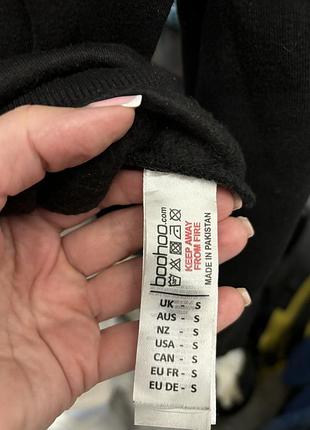 boohoo.com
KEEP AWAY
FROM FIRE
MADE IN PAKISTAN
UK - S
AUS - S
NZ - S
USA - S
CAN - S
EU FR - S
EU DE - S